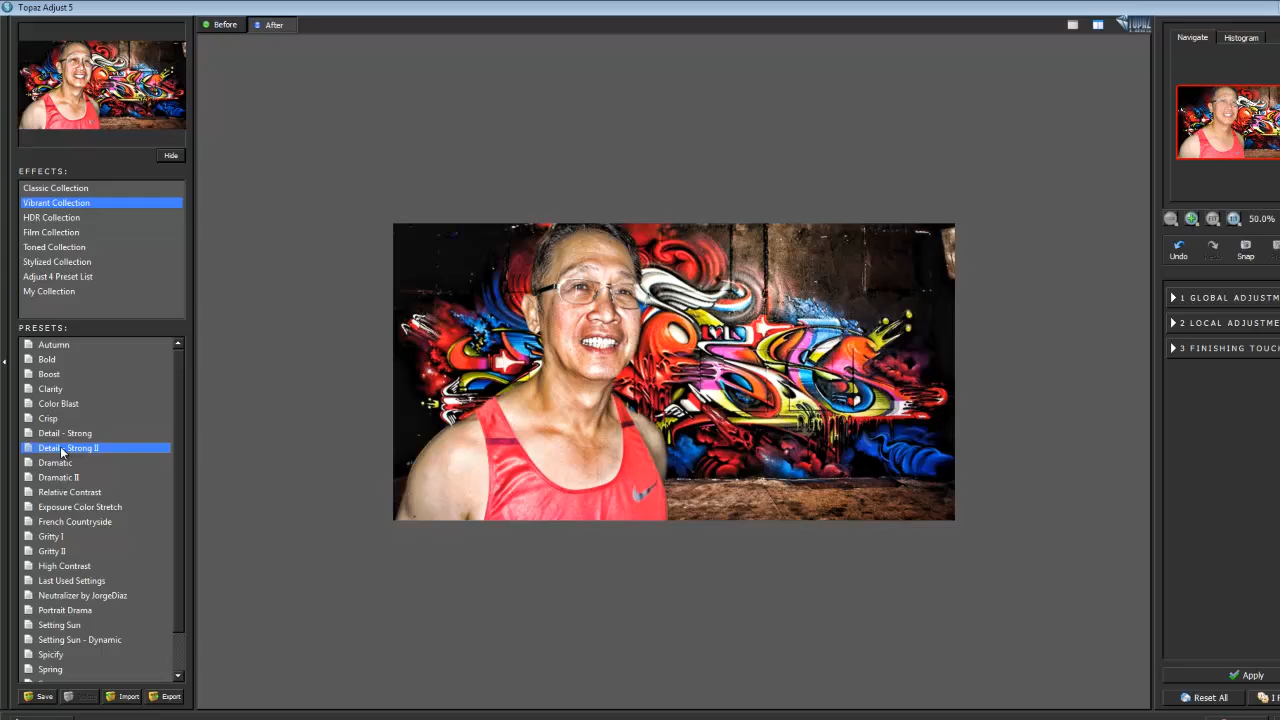 Topaz Adjust 5
Before
After
TOPAZ
Navigate
Histogram
Hide
EFFECTS:
Classic Collection
Vibrant Collection
HDR Collection
Film Collection
Toned Collection
Stylized Collection
Adjust 4 Preset List
My Collection
50.0%
Undo
Snap
1 GLOBAL ADJUSTM
2 LOCAL ADJUSTME
3 FINISHING TOUC
PRESETS:
Autumn
Bold
Boost
Clarity
Color Blast
Crisp
Detail - Strong
Detail - Strong II
Dramatic
Dramatic II
Relative Contrast
Exposure Color Stretch
French Countryside
Gritty I
Gritty II
High Contrast
Last Used Settings
Neutralizer by JorgeDiaz
Portrait Drama
Setting Sun
Setting Sun - Dynamic
Spicify
Spring
Save
Import
Export
Apply
Reset All